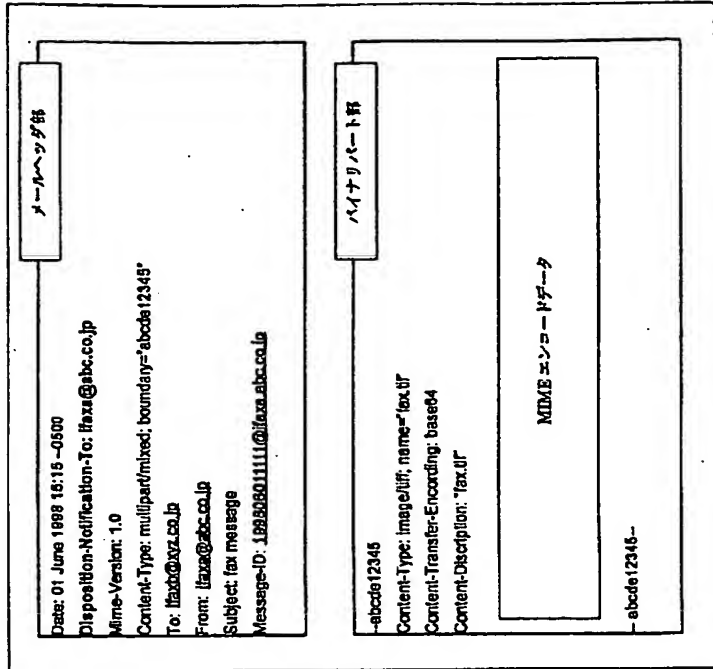 メールヘッダ部
Date: 01 June 1998 16:15 -0500
Disposition-Notification-To: ifaxa@abc.co.jp
Mime-Version: 1.0
Content-Type: multipart/mixed; boundary="abcde12345"
To: ifaxb@xyz.co.jp
From: ifaxa@abc.co.jp
Subject: fax message
Message-ID: 199806011111@ifaxa.abc.co.jp
バイナリパート部
--abcde12345
Content-Type: image/tiff; name="fax.tif"
Content-Transfer-Encording: base64
Content-Discription: "fax.tif"
MIMEエンコードデータ
--abcde12345--